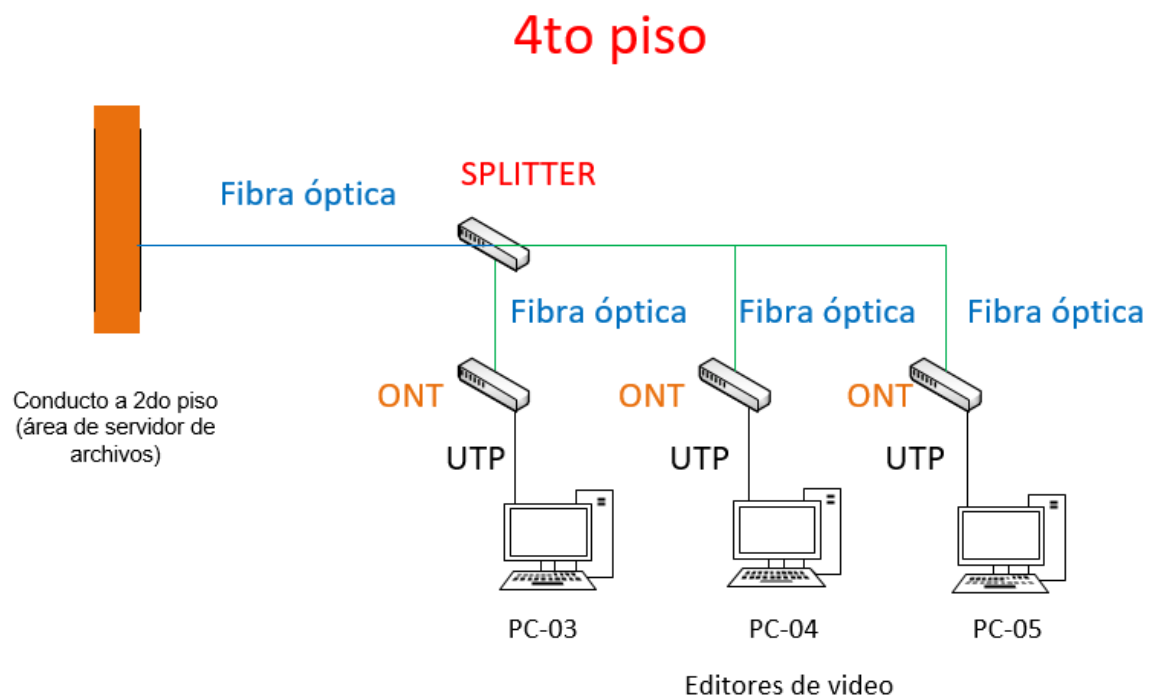 4to piso
SPLITTER
Fibra óptica
Fibra óptica
Fibra óptica
Fibra óptica
ONT
ONT
ONT
Conducto a 2do piso
(área de servidor de
archivos)
UTP
UTP
UTP
PC-03
PC-04
PC-05
Editores de video